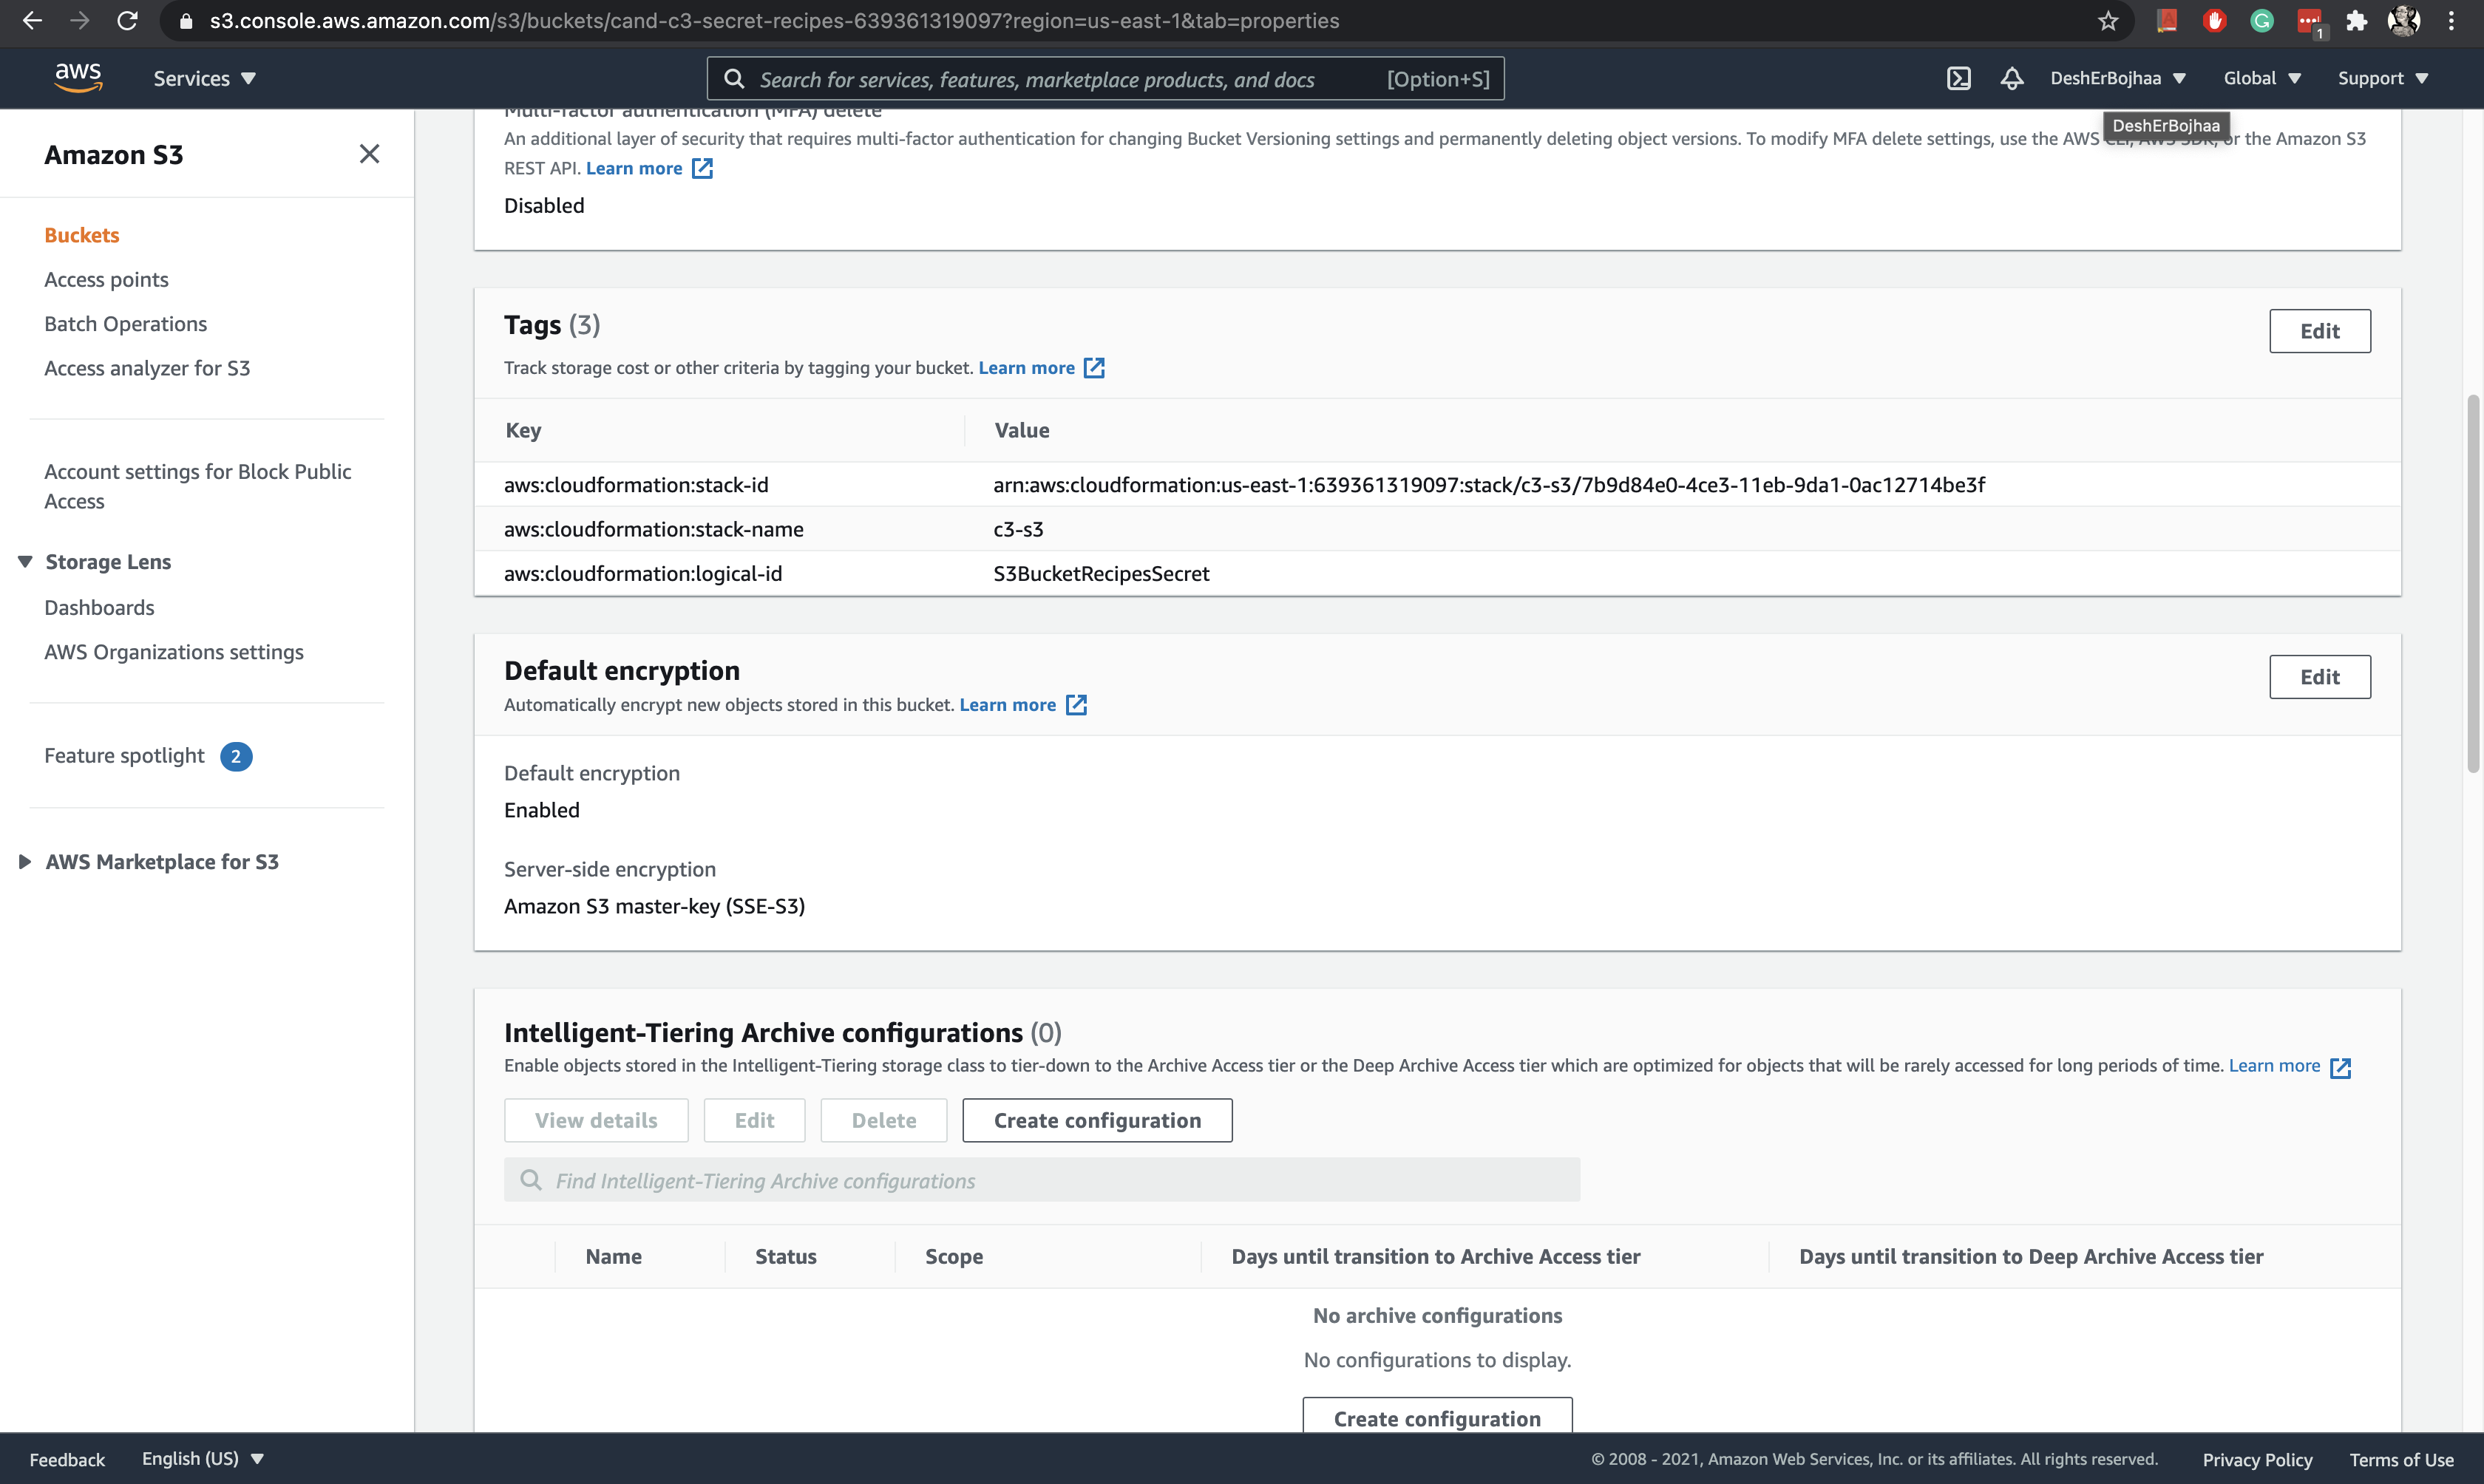 s3.console.aws.amazon.com/s3/buckets/cand-c3-secret-recipes-639361319097?region=us-east-1&tab=properties
1
aws
Services
Search for services, features, marketplace products, and docs
[Option+S]
DeshErBojhaa
Global
Support
DeshErBojhaa
Amazon S3
Buckets
Access points
Batch Operations
Access analyzer for S3
Account settings for Block Public
Access
Storage Lens
Dashboards
AWS Organizations settings
Feature spotlight 2
AWS Marketplace for S3
Multi-factor authentication (MFA) delete
An additional layer of security that requires multi-factor authentication for changing Bucket Versioning settings and permanently deleting object versions. To modify MFA delete settings, use the AWS CLI, AWS SDK, or the Amazon S3
REST API. Learn more
Disabled
Tags (3)
Edit
Track storage cost or other criteria by tagging your bucket. Learn more
Key Value
aws:cloudformation:stack-id arn:aws:cloudformation:us-east-1:639361319097:stack/c3-s3/7b9d84e0-4ce3-11eb-9da1-0ac12714be3f
aws:cloudformation:stack-name c3-s3
aws:cloudformation:logical-id S3BucketRecipesSecret
Default encryption
Edit
Automatically encrypt new objects stored in this bucket. Learn more
Default encryption
Enabled
Server-side encryption
Amazon S3 master-key (SSE-S3)
Intelligent-Tiering Archive configurations (0)
Enable objects stored in the Intelligent-Tiering storage class to tier-down to the Archive Access tier or the Deep Archive Access tier which are optimized for objects that will be rarely accessed for long periods of time. Learn more
View details Edit Delete Create configuration
Find Intelligent-Tiering Archive configurations
Name Status Scope Days until transition to Archive Access tier Days until transition to Deep Archive Access tier
No archive configurations
No configurations to display.
Create configuration
Feedback English (US) © 2008 - 2021, Amazon Web Services, Inc. or its affiliates. All rights reserved. Privacy Policy Terms of Use